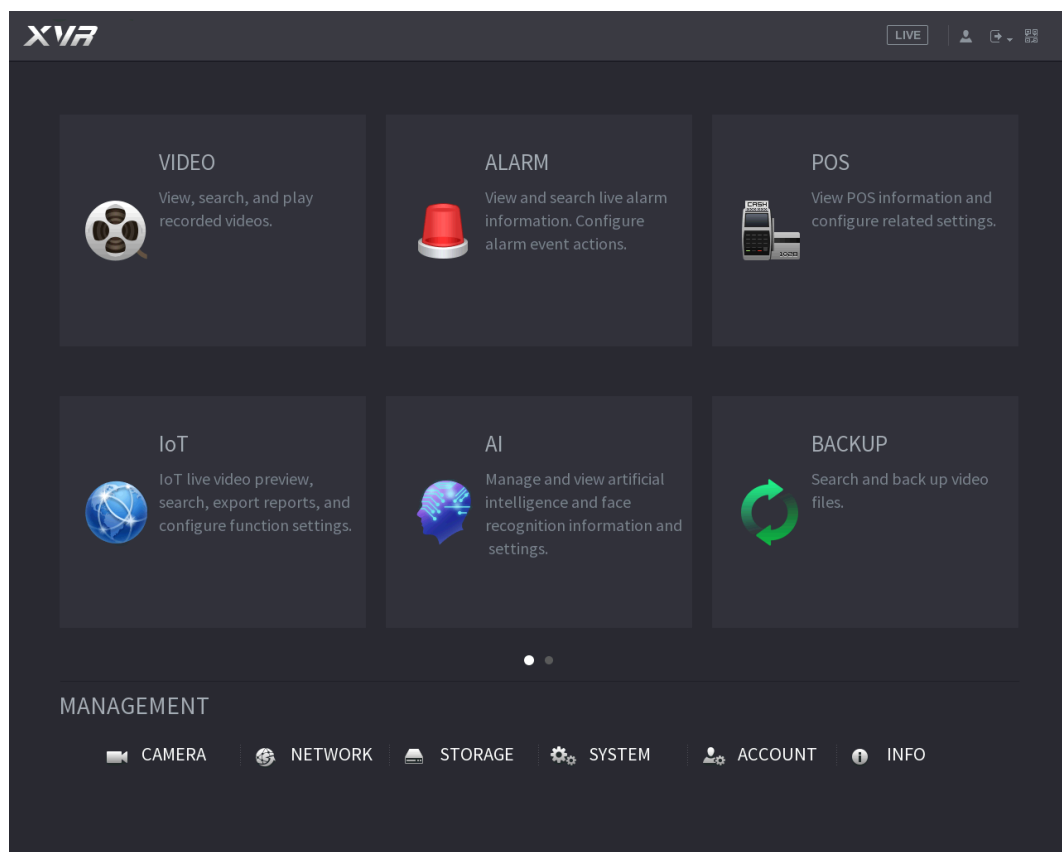 XVR
LIVE
VIDEO
View, search, and play
recorded videos.
ALARM
View and search live alarm
information. Configure
alarm event actions.
POS
View POS information and
configure related settings.
CASH
IoT
IoT live video preview,
search, export reports, and
configure function settings.
AI
Manage and view artificial
intelligence and face
recognition information and
settings.
BACKUP
Search and back up video
files.
MANAGEMENT
CAMERA
NETWORK
STORAGE
SYSTEM
ACCOUNT
INFO